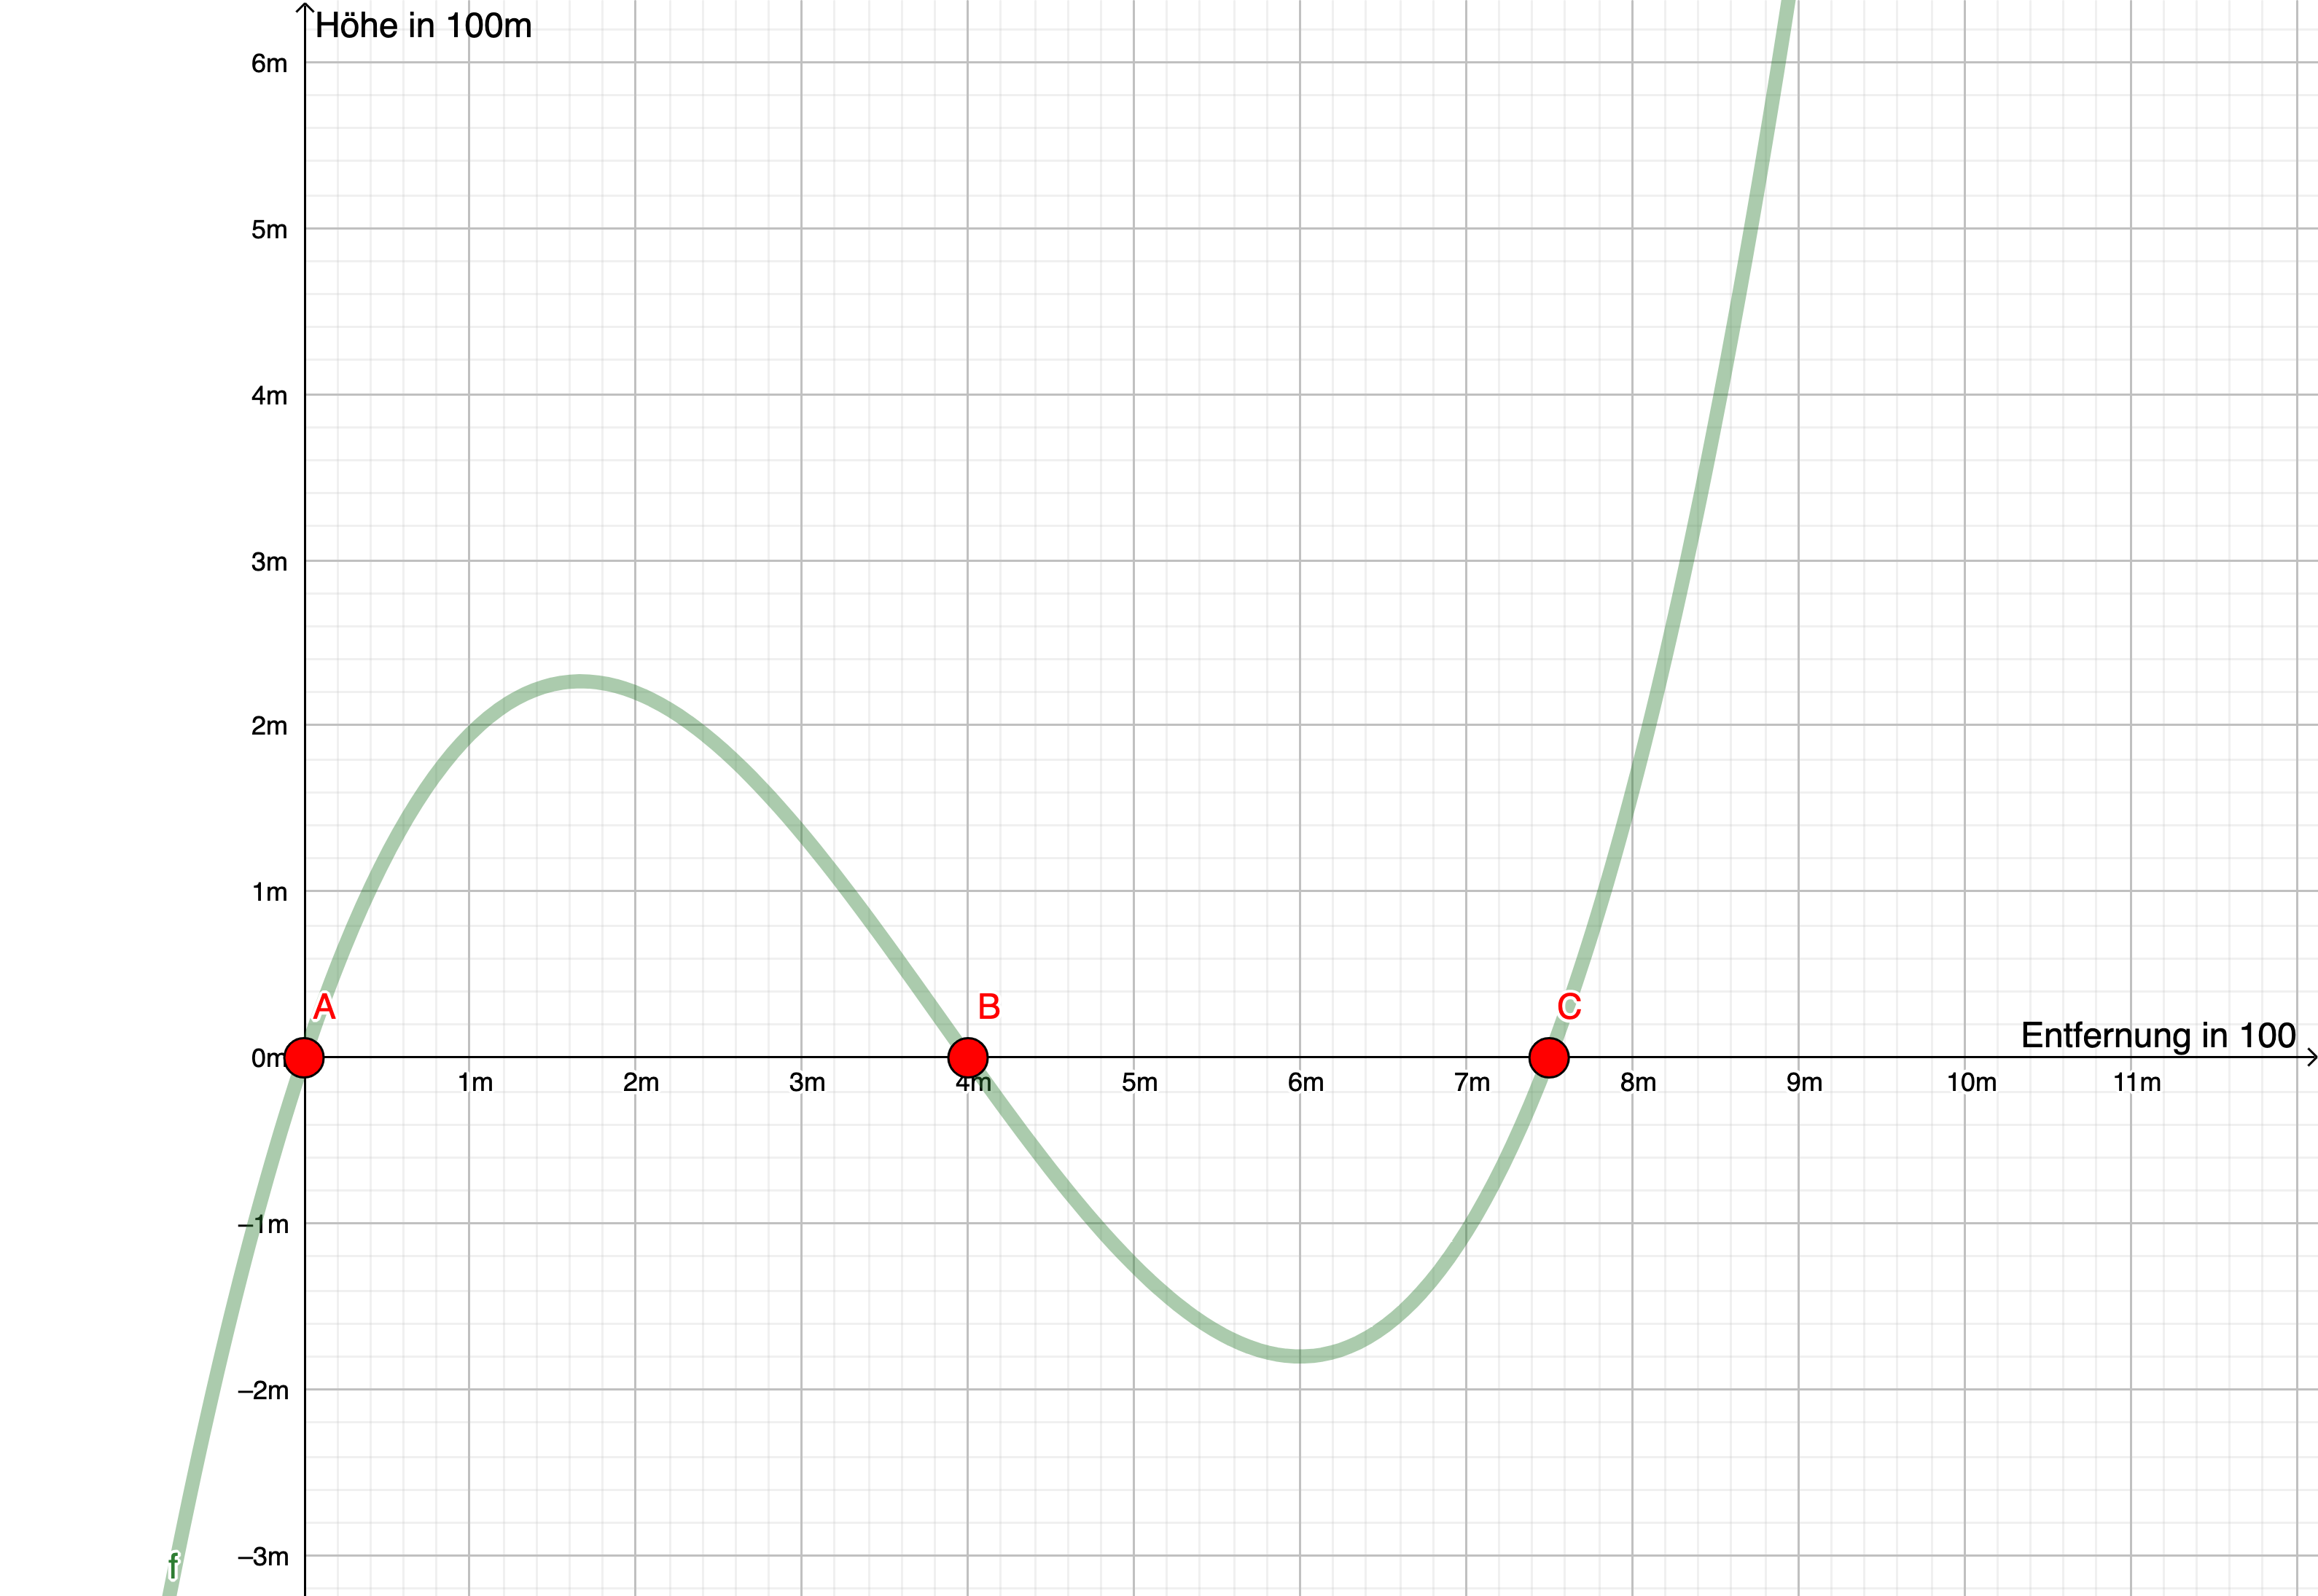 Höhe in 100m
6m
5m
4m
3m
2m
1m
A
B
C
Entfernung in 100
0m
1m 2m 3m 4m 5m 6m 7m 8m 9m 10m 11m
−1m
−2m
−3m
f